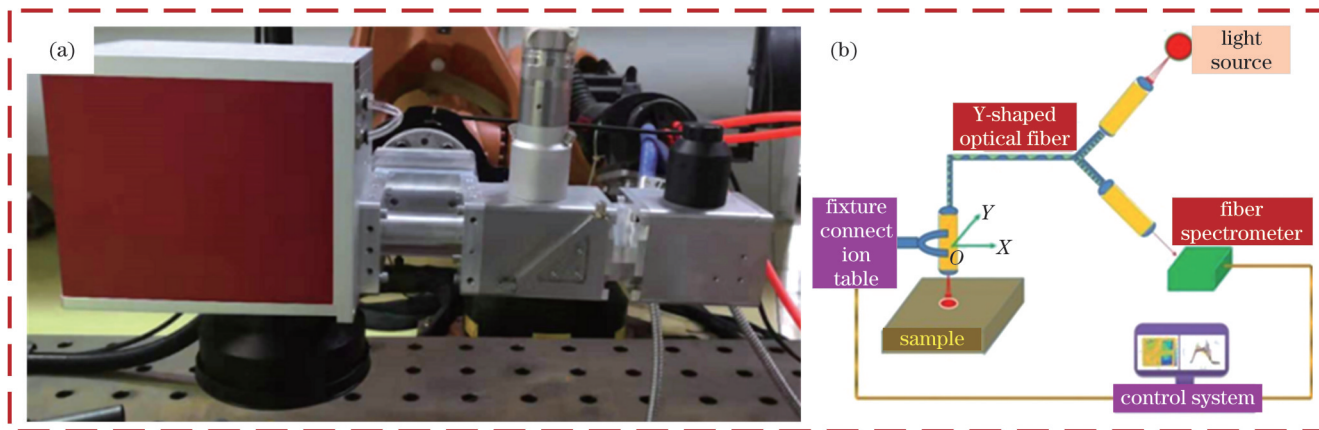 (a)
(b)
light
source
Y-shaped
optical fiber
fixture
connect
ion
table
Y
X
O
fiber
spectrometer
sample
control system